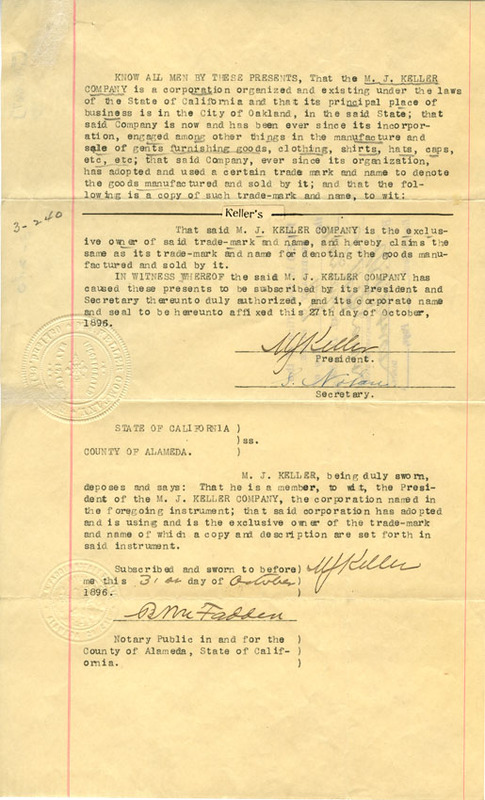 KNOW ALL MEN BY THESE PRESENTS, That the M. J. KELLER
COMPANY is a corporation organized and existing under the laws
of the State of California and that its principal place of
business is in the City of Oakland, in the said State; that
said Company is now and has been ever since its incorpor-
ation, engaged among other things in the manufacture and
sale of gents furnishing goods, clothing, shirts, hats, caps,
etc, etc; that said Company, ever since its organization,
has adopted and used a certain trade mark and name to denote
the goods manufactured and sold by it; and that the fol-
lowing is a copy of such trade-mark and name, to wit:
Keller's
3-240
That said M. J. KELLER COMPANY is the exclus-
ive owner of said trade-mark and name, and hereby claims the
same as its trade-mark and name for denoting the goods manu-
factured and sold by it.
IN WITNESS WHEREOF the said M. J. KELLER COMPANY has
caused these presents to be subscribed by its President and
Secretary thereunto duly authorized, and its corporate name
and seal to be hereunto affixed this 27th day of October,
1896.
M J Keller
President.
Secretary.
STATE OF CALIFORNIA )
)ss.
COUNTY OF ALAMEDA. )
M. J. KELLER, being duly sworn,
deposes and says: That he is a member, to wit, the Presi-
dent of the M. J. KELLER COMPANY, the corporation named in
the foregoing instrument; that said corporation has adopted
and is using and is the exclusive owner of the trade-mark
and name of which a copy and description are set forth in
said instrument.
Subscribed and sworn to before) M J Keller
me this 31 day of October )
1896. )
Notary Public in and for the )
County of Alameda, State of Calif- )
ornia. )